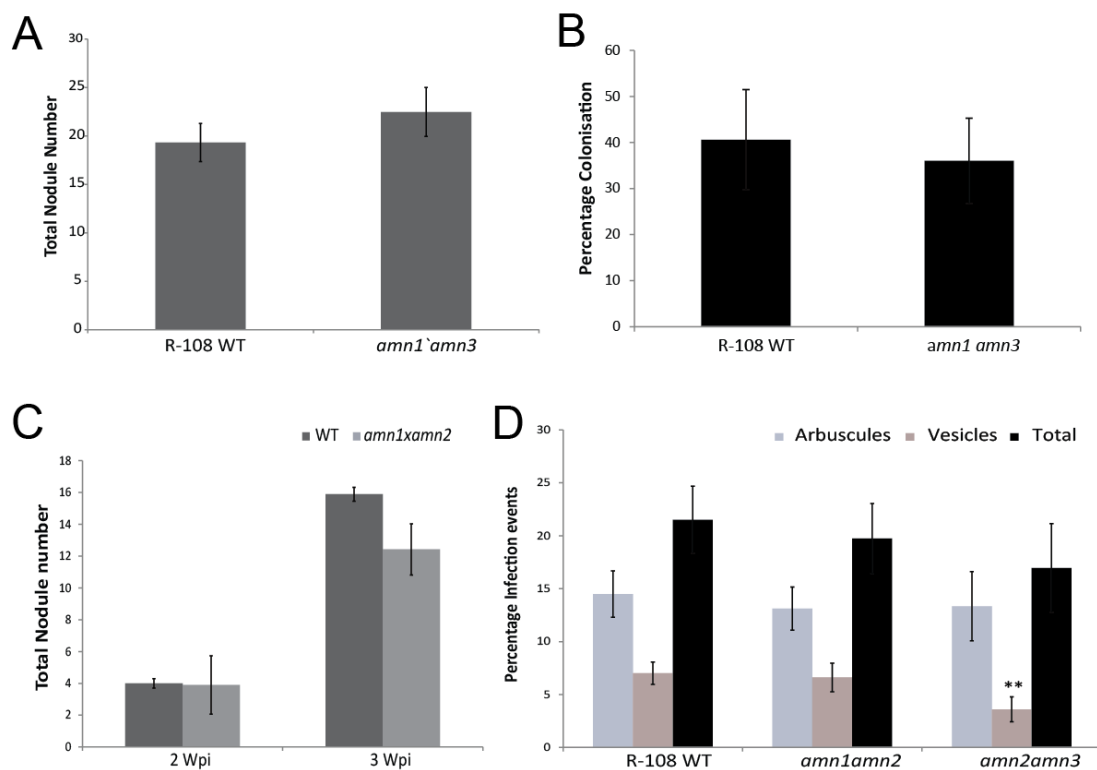 A
30
25
20
15
10
5
0
Total Nodule Number
R-108 WT
amn1`amn3
B
60
50
40
30
20
10
0
Percentage Colonisation
R-108 WT
amn1 amn3
C
WT amn1xamn2
18
16
14
12
10
8
6
4
2
0
Total Nodule number
2 Wpi
3 Wpi
D
Arbuscules Vesicles Total
30
25
20
15
10
5
0
Percentage Infection events
**
R-108 WT
amn1amn2
amn2amn3